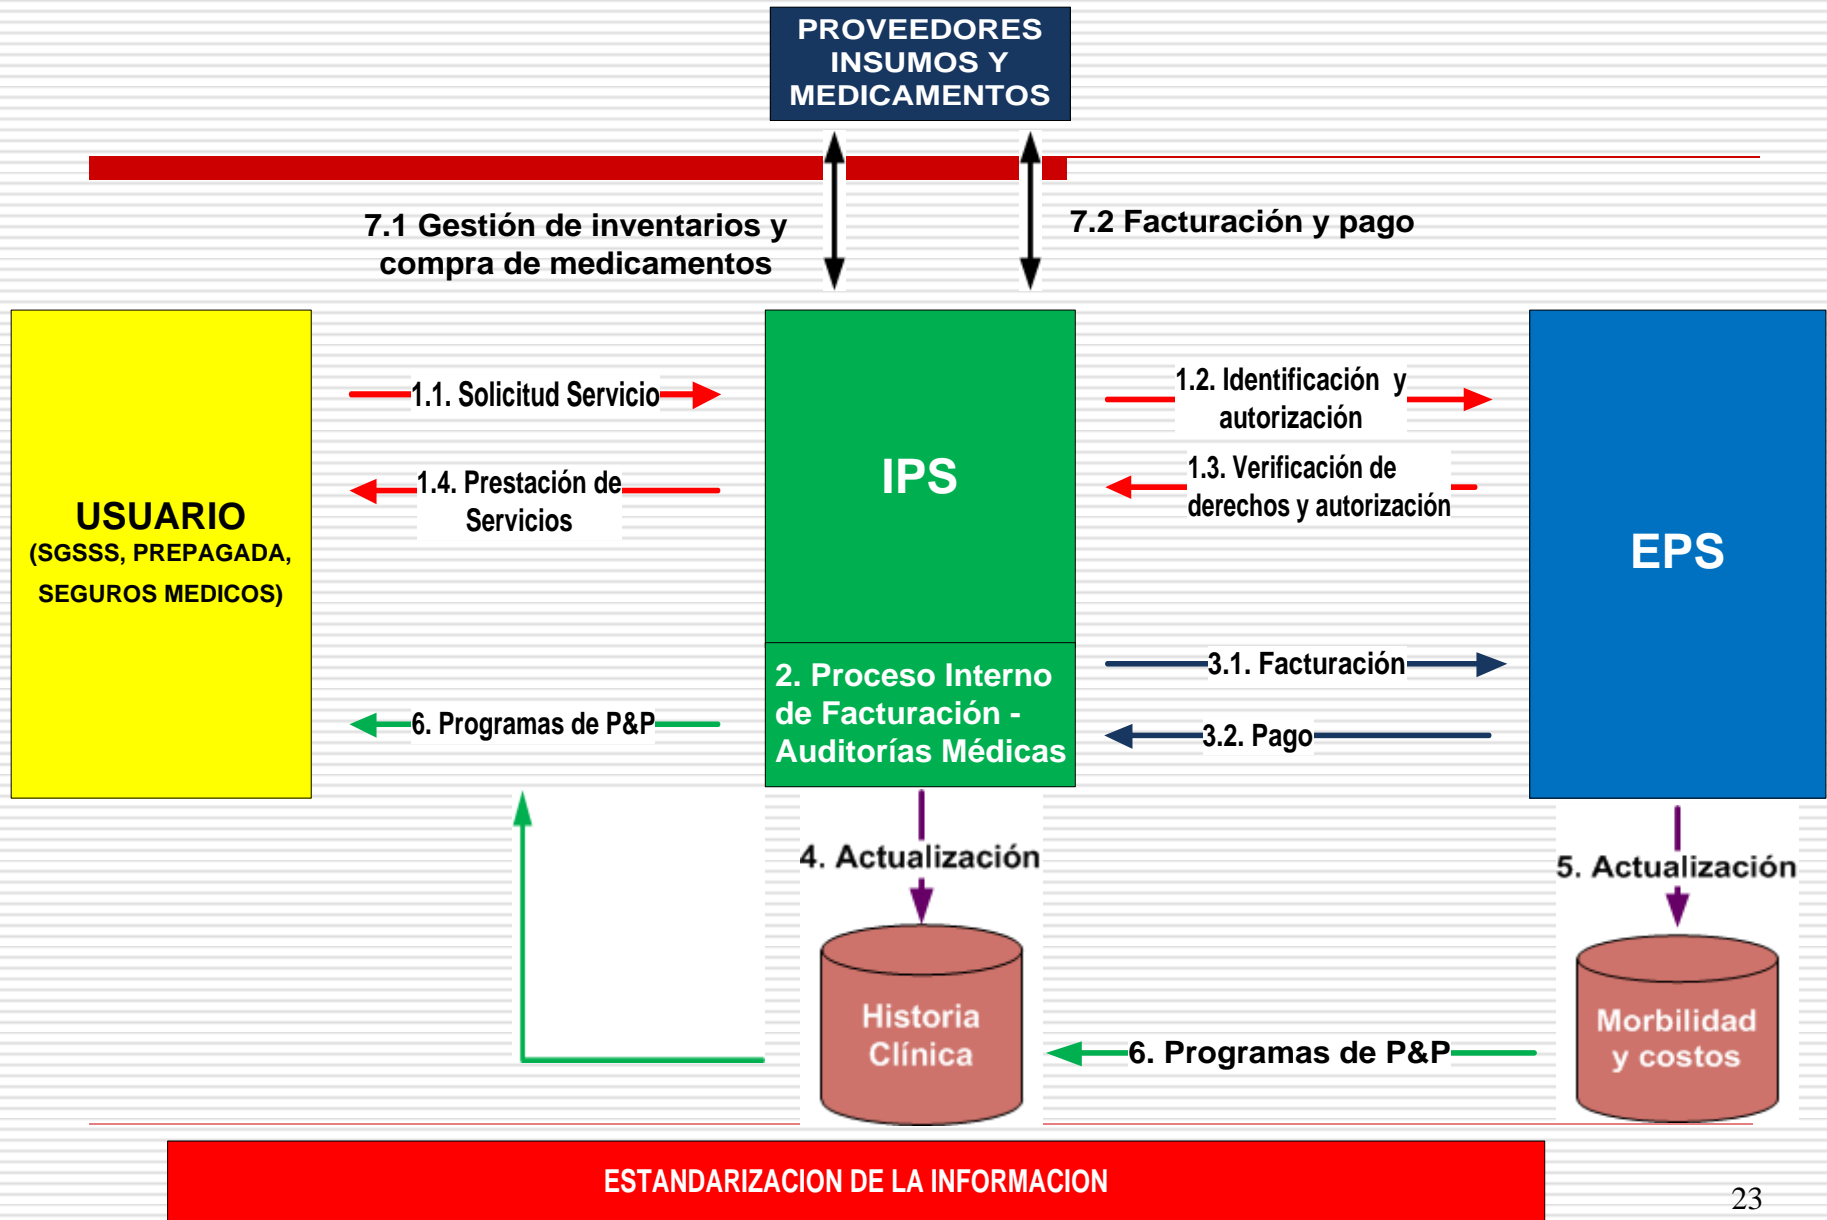 PROVEEDORES
INSUMOS Y
MEDICAMENTOS
7.1 Gestión de inventarios y
compra de medicamentos
7.2 Facturación y pago
USUARIO
(SGSSS, PREPAGADA,
SEGUROS MEDICOS)
1.1. Solicitud Servicio
1.4. Prestación de
Servicios
6. Programas de P&P
IPS
2. Proceso Interno
de Facturación -
Auditorías Médicas
1.2. Identificación y
autorización
1.3. Verificación de
derechos y autorización
3.1. Facturación
3.2. Pago
EPS
4. Actualización
Historia
Clínica
5. Actualización
Morbilidad
y costos
6. Programas de P&P
ESTANDARIZACION DE LA INFORMACION
23